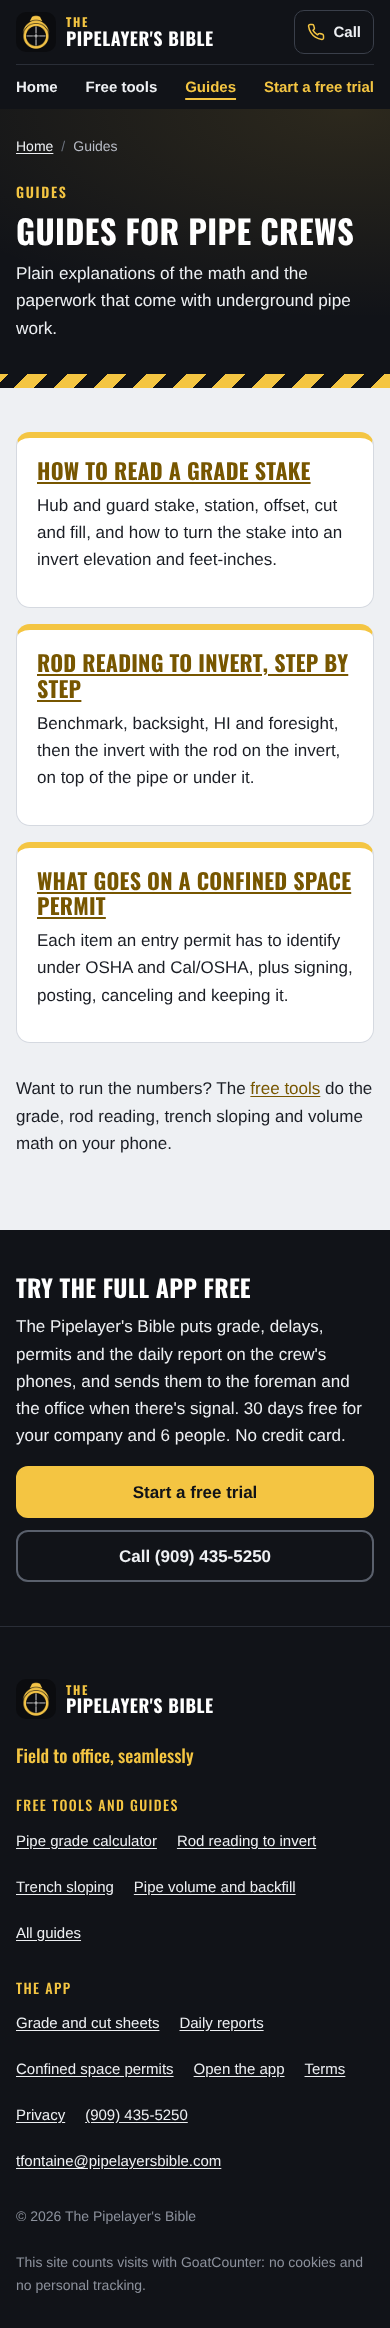 THE
PIPELAYER'S BIBLE
Call
Home Free tools Guides Start a free trial
Home / Guides
GUIDES
GUIDES FOR PIPE CREWS
Plain explanations of the math and the
paperwork that come with underground pipe
work.
HOW TO READ A GRADE STAKE
Hub and guard stake, station, offset, cut
and fill, and how to turn the stake into an
invert elevation and feet-inches.
ROD READING TO INVERT, STEP BY
STEP
Benchmark, backsight, HI and foresight,
then the invert with the rod on the invert,
on top of the pipe or under it.
WHAT GOES ON A CONFINED SPACE
PERMIT
Each item an entry permit has to identify
under OSHA and Cal/OSHA, plus signing,
posting, canceling and keeping it.
Want to run the numbers? The free tools do the
grade, rod reading, trench sloping and volume
math on your phone.
TRY THE FULL APP FREE
The Pipelayer's Bible puts grade, delays,
permits and the daily report on the crew's
phones, and sends them to the foreman and
the office when there's signal. 30 days free for
your company and 6 people. No credit card.
Start a free trial
Call (909) 435-5250
THE
PIPELAYER'S BIBLE
Field to office, seamlessly
FREE TOOLS AND GUIDES
Pipe grade calculator Rod reading to invert
Trench sloping Pipe volume and backfill
All guides
THE APP
Grade and cut sheets Daily reports
Confined space permits Open the app Terms
Privacy (909) 435-5250
tfontaine@pipelayersbible.com
© 2026 The Pipelayer's Bible
This site counts visits with GoatCounter: no cookies and
no personal tracking.